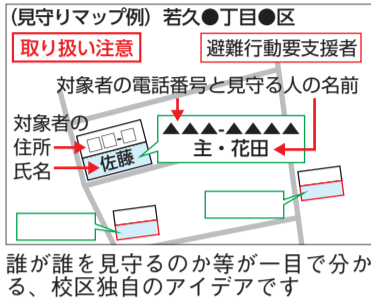 (見守りマップ例) 若久●丁目●区
取り扱い注意
避難行動要支援者
対象者の電話番号と見守る人の名前
対象者の
住所
氏名
□□-□
佐藤
▲▲▲-▲▲▲▲
主・花田
誰が誰を見守るのか等が一目で分か
る、校区独自のアイデアです